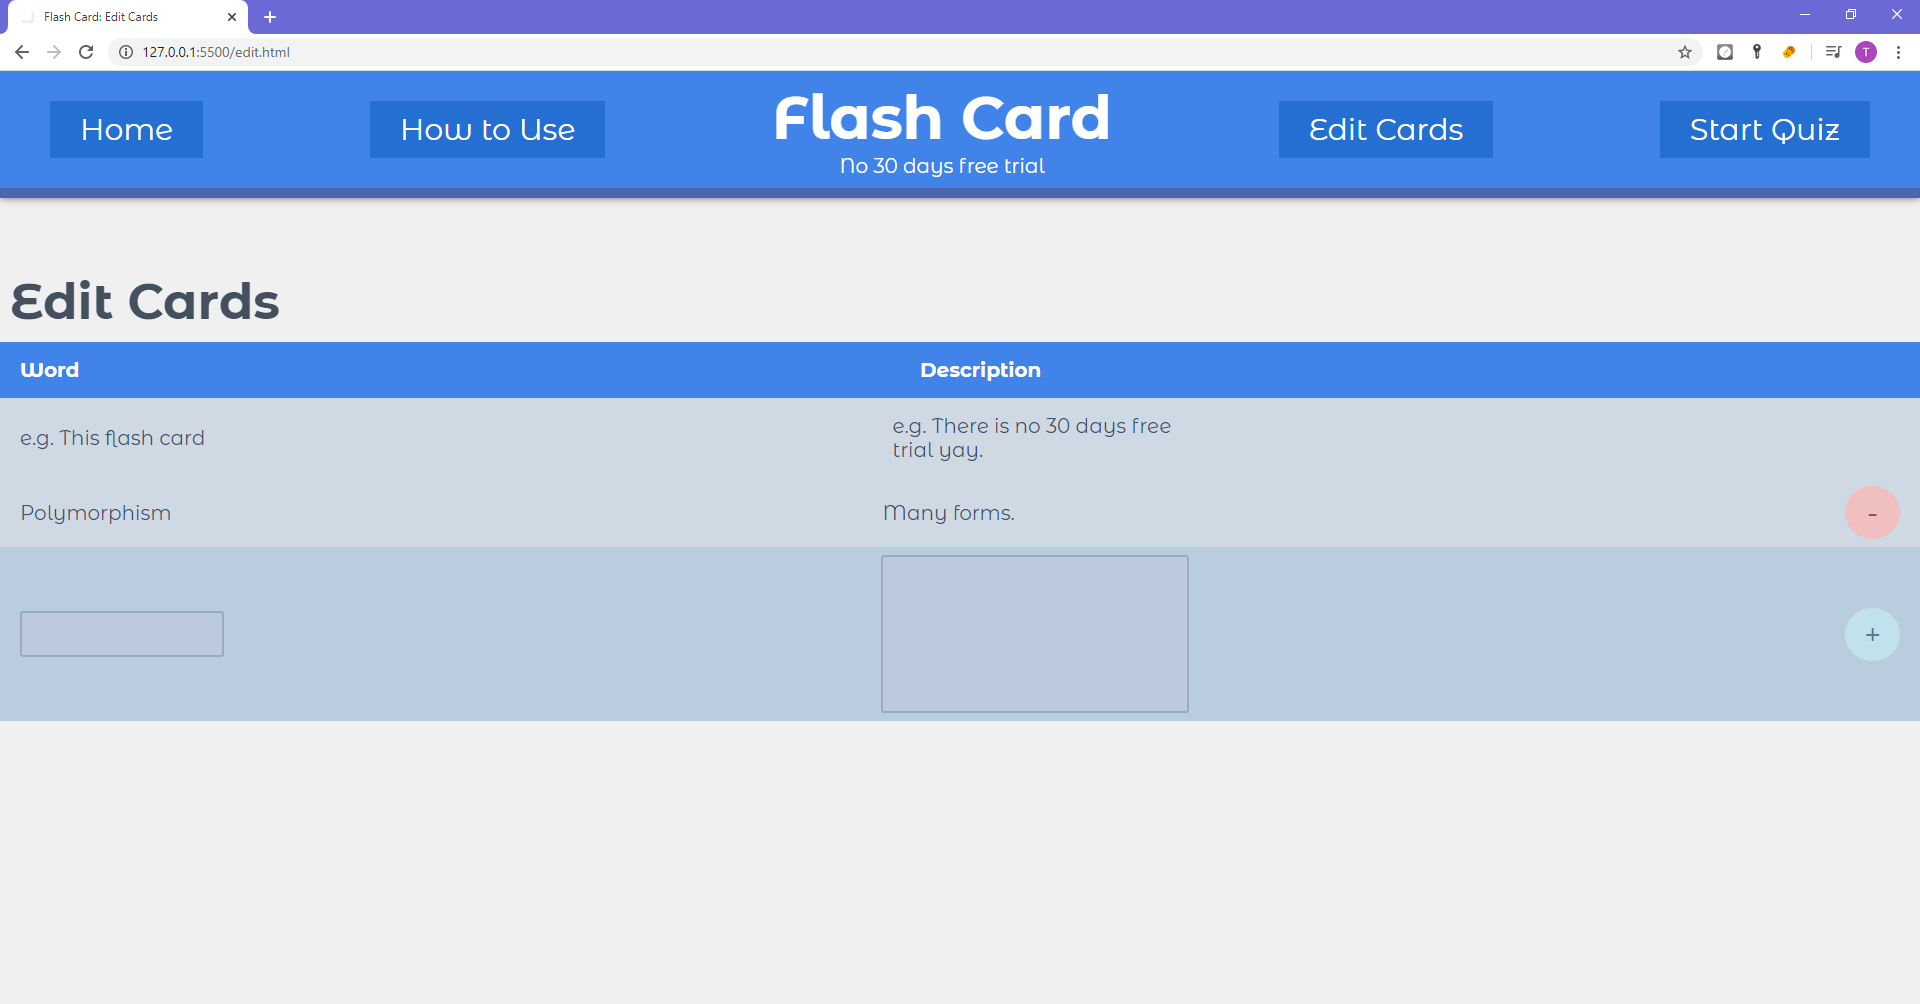 Flash Card: Edit Cards
127.0.0.1:5500/edit.html
T
Home
How to Use
Flash Card
No 30 days free trial
Edit Cards
Start Quiz
Edit Cards
Word
Description
e.g. This flash card
e.g. There is no 30 days free
trial yay.
Polymorphism
Many forms.
-
+